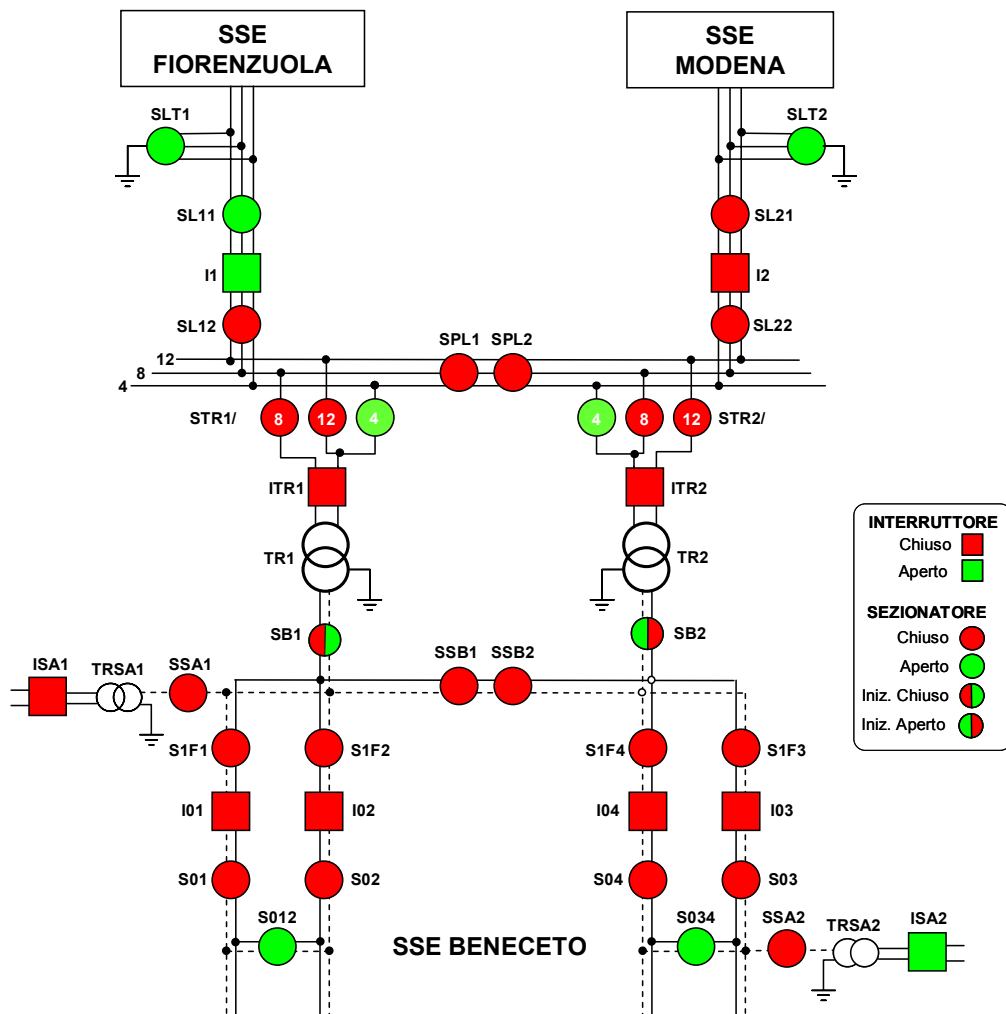 SSE
FIORENZUOLA
SSE
MODENA
SLT1
SLT2
SL11
SL21
I1
I2
SL12
SL22
SPL1 SPL2
12
8
4
STR1/ 8 12 4
4 8 12 STR2/
ITR1
ITR2
TR1
TR2
SB1
SB2
SSB1 SSB2
ISA1
TRSA1
SSA1
S1F1
S1F2
S1F4
S1F3
I01
I02
I04
I03
S01
S02
S04
S03
S012
S034
SSA2
TRSA2
ISA2
SSE BENECETO
INTERRUTTORE
Chiuso
Aperto
SEZIONATORE
Chiuso
Aperto
Iniz. Chiuso
Iniz. Aperto